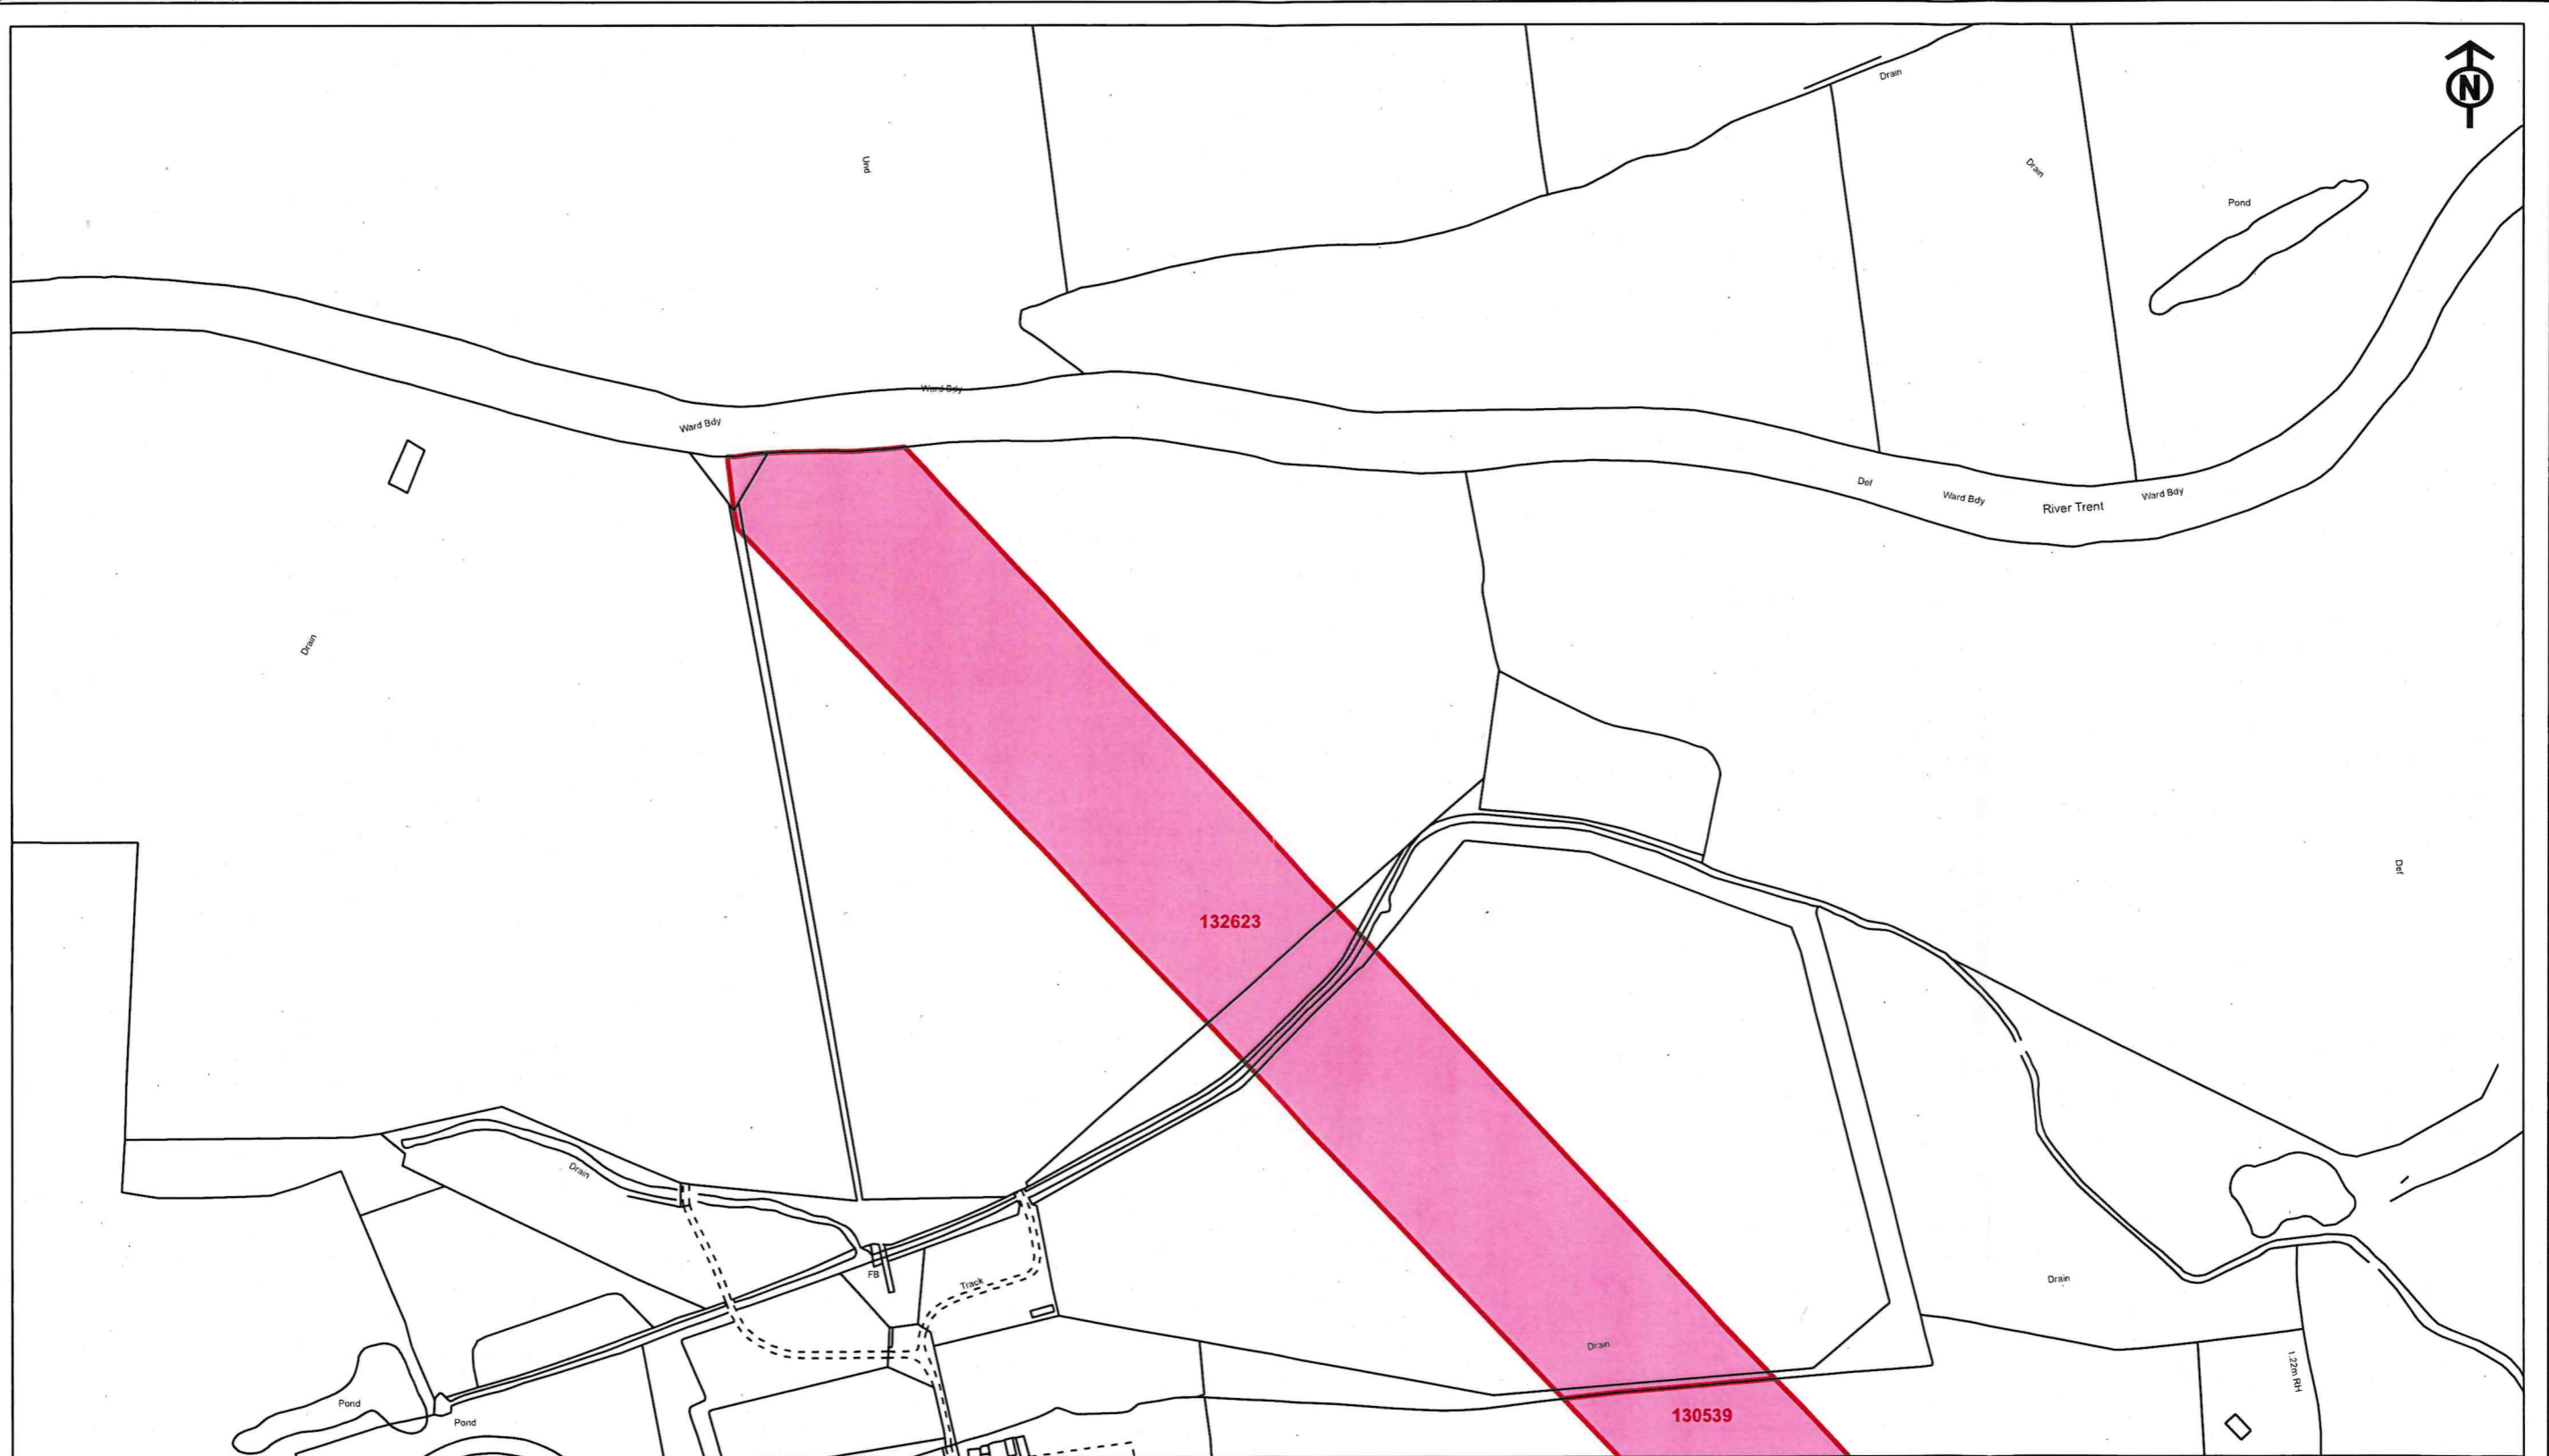 Drain
N
Und
Drain
Pond
Ward Bdy
Ward Bdy
Def
Ward Bdy
River Trent
Ward Bdy
Drain
Def
132623
Drain
FB
Track
Drain
Drain
1.22m RH
Pond
Pond
130539